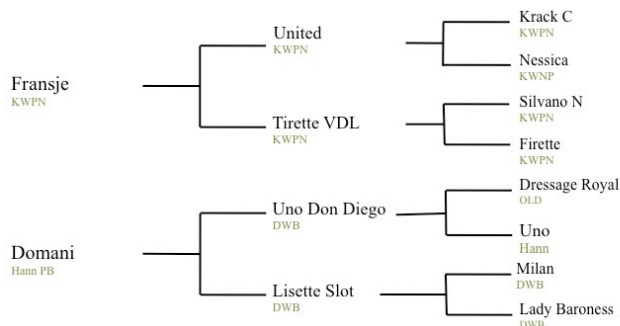 Krack C
KWPN
United
KWPN
Nessica
KWNP
Fransje
KWPN
Silvano N
KWPN
Tirette VDL
KWPN
Firette
KWPN
Dressage Royal
OLD
Uno Don Diego
DWB
Uno
Hann
Domani
Hann PB
Milan
DWB
Lisette Slot
DWB
Lady Baroness
DWB